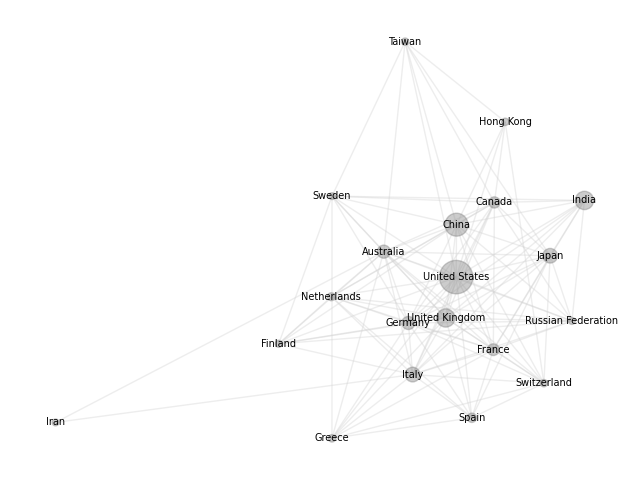 Taiwan
Hong Kong
Sweden
Canada
India
China
Australia
Japan
United States
Netherlands
United Kingdom
Germany
Russian Federation
Finland
France
Italy
Switzerland
Spain
Iran
Greece